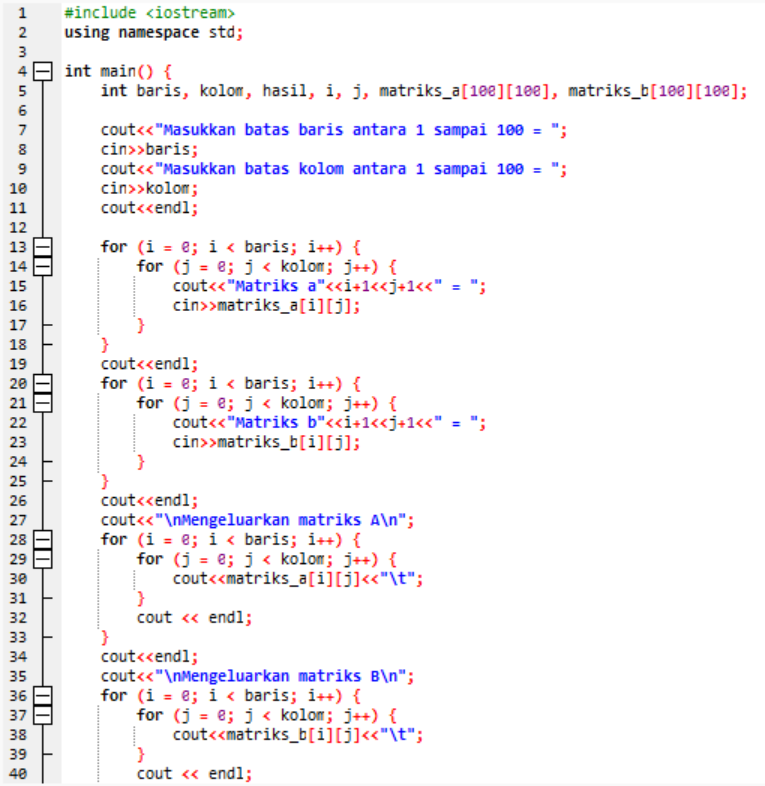 1 #include <iostream>
2 using namespace std;
3
4 int main() {
5 int baris, kolom, hasil, i, j, matriks_a[100][100], matriks_b[100][100];
6
7 cout<<"Masukkan batas baris antara 1 sampai 100 = ";
8 cin>>baris;
9 cout<<"Masukkan batas kolom antara 1 sampai 100 = ";
10 cin>>kolom;
11 cout<<endl;
12
13 for (i = 0; i < baris; i++) {
14 for (j = 0; j < kolom; j++) {
15 cout<<"Matriks a"<<i+1<<j+1<<" = ";
16 cin>>matriks_a[i][j];
17 }
18 }
19 cout<<endl;
20 for (i = 0; i < baris; i++) {
21 for (j = 0; j < kolom; j++) {
22 cout<<"Matriks b"<<i+1<<j+1<<" = ";
23 cin>>matriks_b[i][j];
24 }
25 }
26 cout<<endl;
27 cout<<"\nMengeluarkan matriks A\n";
28 for (i = 0; i < baris; i++) {
29 for (j = 0; j < kolom; j++) {
30 cout<<matriks_a[i][j]<<"\t";
31 }
32 cout << endl;
33 }
34 cout<<endl;
35 cout<<"\nMengeluarkan matriks B\n";
36 for (i = 0; i < baris; i++) {
37 for (j = 0; j < kolom; j++) {
38 cout<<matriks_b[i][j]<<"\t";
39 }
40 cout << endl;